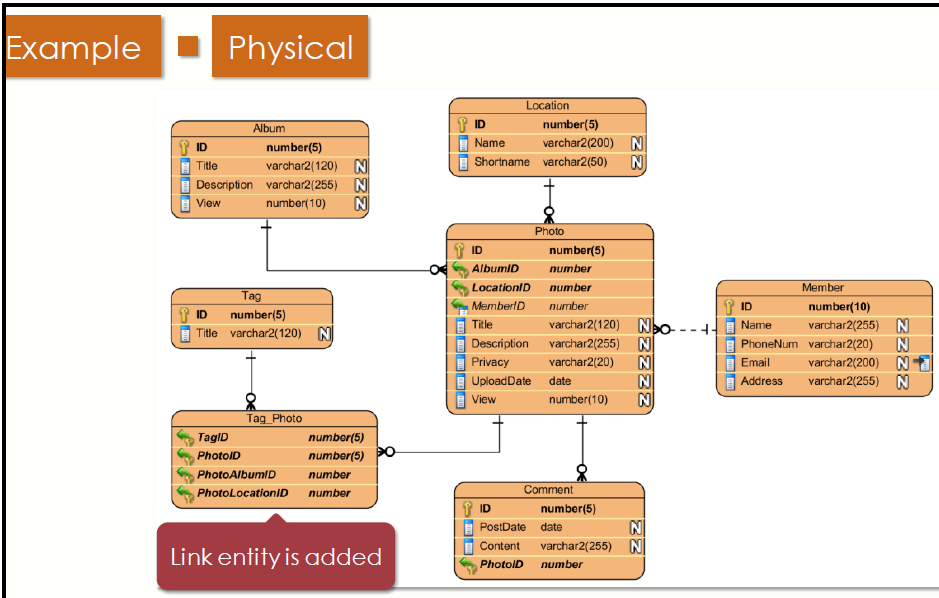 Example
Physical
Album
ID number(5)
Title varchar2(120) N
Description varchar2(255) N
View number(10) N
Location
ID number(5)
Name varchar2(200) N
Shortname varchar2(50) N
Photo
ID number(5)
AlbumID number
LocationID number
MemberID number
Title varchar2(120) N
Description varchar2(255) N
Privacy varchar2(20) N
UploadDate date N
View number(10) N
Tag
ID number(5)
Title varchar2(120) N
Member
ID number(10)
Name varchar2(255) N
PhoneNum varchar2(20) N
Email varchar2(200) N
Address varchar2(255) N
Tag_Photo
TagID number(5)
PhotoID number(5)
PhotoAlbumID number
PhotoLocationID number
Comment
ID number(5)
PostDate date N
Content varchar2(255) N
PhotoID number
Link entity is added